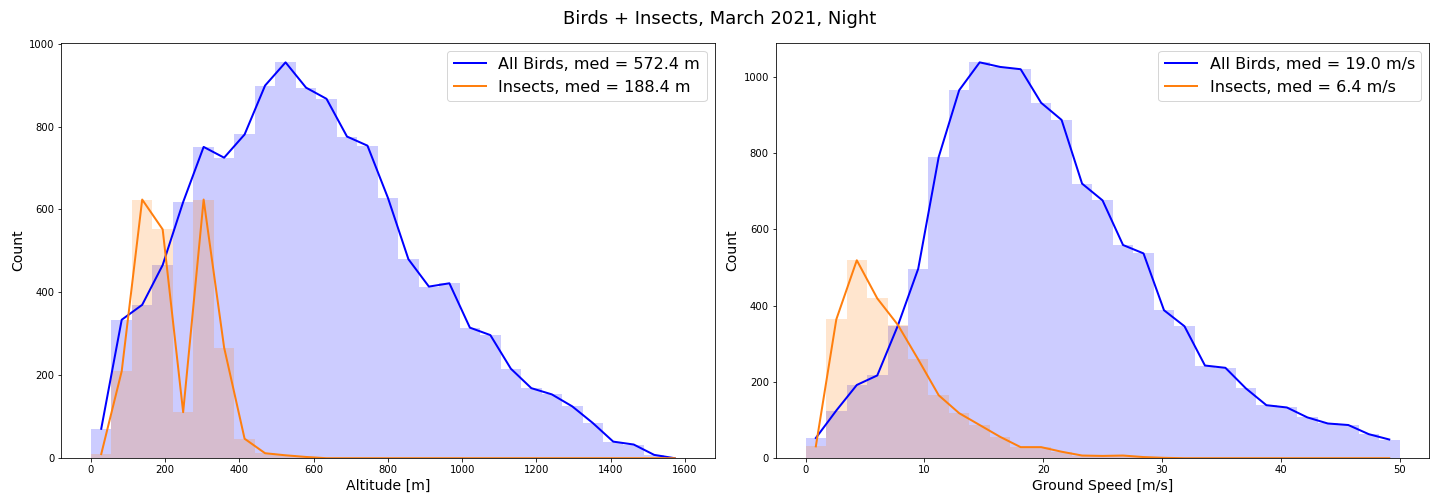 Birds + Insects, March 2021, Night
All Birds, med = 572.4 m
Insects, med = 188.4 m
1000
800
600
400
200
0
Count
0 200 400 600 800 1000 1200 1400 1600
Altitude [m]
All Birds, med = 19.0 m/s
Insects, med = 6.4 m/s
1000
800
600
400
200
0
Count
0 10 20 30 40 50
Ground Speed [m/s]